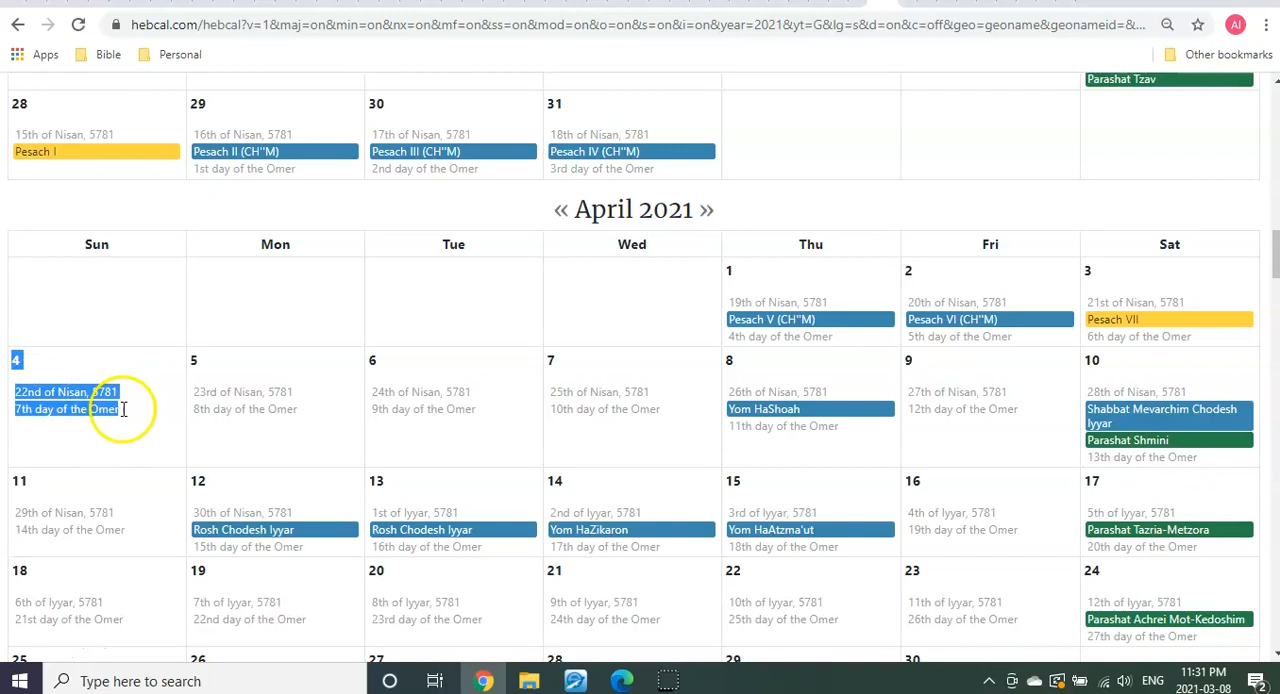 hebcal.com/hebcal?v=1&maj=on&min=on&nx=on&mf=on&ss=on&mod=on&o=on&s=on&i=on&year=2021&yt=G&lg=s&d=on&c=off&geo=geoname&geonameid=&...
AI
Apps Bible Personal Other bookmarks
Parashat Tzav
28 29 30 31
15th of Nisan, 5781 16th of Nisan, 5781 17th of Nisan, 5781 18th of Nisan, 5781
Pesach I Pesach II (CH''M) Pesach III (CH''M) Pesach IV (CH''M)
1st day of the Omer 2nd day of the Omer 3rd day of the Omer
« April 2021 »
Sun Mon Tue Wed Thu Fri Sat
1 2 3
19th of Nisan, 5781 20th of Nisan, 5781 21st of Nisan, 5781
Pesach V (CH''M) Pesach VI (CH''M) Pesach VII
4th day of the Omer 5th day of the Omer 6th day of the Omer
4 5 6 7 8 9 10
22nd of Nisan, 5781 23rd of Nisan, 5781 24th of Nisan, 5781 25th of Nisan, 5781 26th of Nisan, 5781 27th of Nisan, 5781 28th of Nisan, 5781
7th day of the Omer 8th day of the Omer 9th day of the Omer 10th day of the Omer Yom HaShoah 12th day of the Omer Shabbat Mevarchim Chodesh
Iyyar
11th day of the Omer
Parashat Shmini
13th day of the Omer
11 12 13 14 15 16 17
29th of Nisan, 5781 30th of Nisan, 5781 1st of Iyyar, 5781 2nd of Iyyar, 5781 3rd of Iyyar, 5781 4th of Iyyar, 5781 5th of Iyyar, 5781
14th day of the Omer Rosh Chodesh Iyyar Rosh Chodesh Iyyar Yom HaZikaron Yom HaAtzma'ut 19th day of the Omer Parashat Tazria-Metzora
15th day of the Omer 16th day of the Omer 17th day of the Omer 18th day of the Omer 20th day of the Omer
18 19 20 21 22 23 24
6th of Iyyar, 5781 7th of Iyyar, 5781 8th of Iyyar, 5781 9th of Iyyar, 5781 10th of Iyyar, 5781 11th of Iyyar, 5781 12th of Iyyar, 5781
21st day of the Omer 22nd day of the Omer 23rd day of the Omer 24th day of the Omer 25th day of the Omer 26th day of the Omer Parashat Achrei Mot-Kedoshim
27th day of the Omer
25 26 27 28 29 30
Type here to search
ENG
11:31 PM
2021-03-08
2